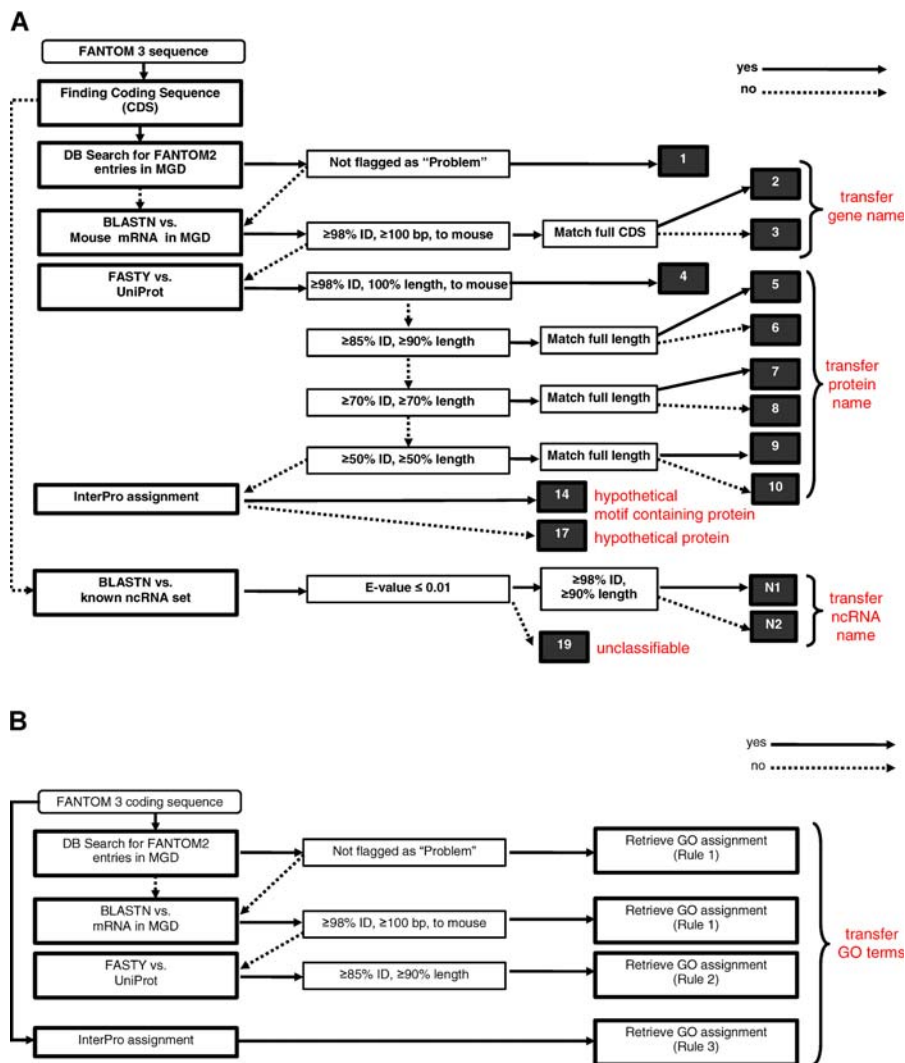 A
FANTOM 3 sequence
yes
no
Finding Coding Sequence
(CDS)
DB Search for FANTOM2
entries in MGD
Not flagged as “Problem”
1
2
transfer
gene name
BLASTN vs.
Mouse mRNA in MGD
≥98% ID, ≥100 bp, to mouse
Match full CDS
3
FASTY vs.
UniProt
≥98% ID, 100% length, to mouse
4
5
≥85% ID, ≥90% length
Match full length
6
transfer
protein
name
≥70% ID, ≥70% length
Match full length
7
8
≥50% ID, ≥50% length
Match full length
9
10
InterPro assignment
14
hypothetical
motif containing protein
17
hypothetical protein
BLASTN vs.
known ncRNA set
E-value ≤ 0.01
≥98% ID,
≥90% length
N1
N2
transfer
ncRNA
name
19
unclassifiable
B
yes
no
FANTOM 3 coding sequence
DB Search for FANTOM2
entries in MGD
Not flagged as “Problem”
Retrieve GO assignment
(Rule 1)
BLASTN vs.
mRNA in MGD
≥98% ID, ≥100 bp, to mouse
Retrieve GO assignment
(Rule 1)
transfer
GO terms
FASTY vs.
UniProt
≥85% ID, ≥90% length
Retrieve GO assignment
(Rule 2)
InterPro assignment
Retrieve GO assignment
(Rule 3)